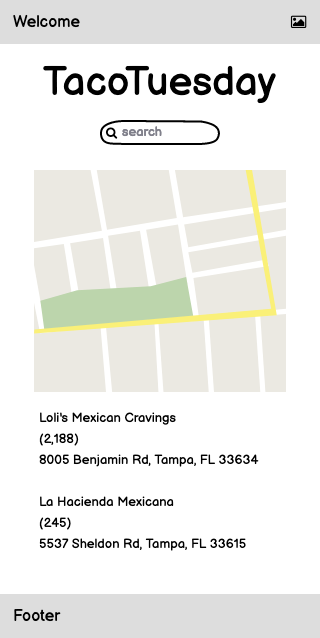 Welcome
TacoTuesday
search
Loli's Mexican Cravings
(2,188)
8005 Benjamin Rd, Tampa, FL 33634
La Hacienda Mexicana
(245)
5537 Sheldon Rd, Tampa, FL 33615
Footer